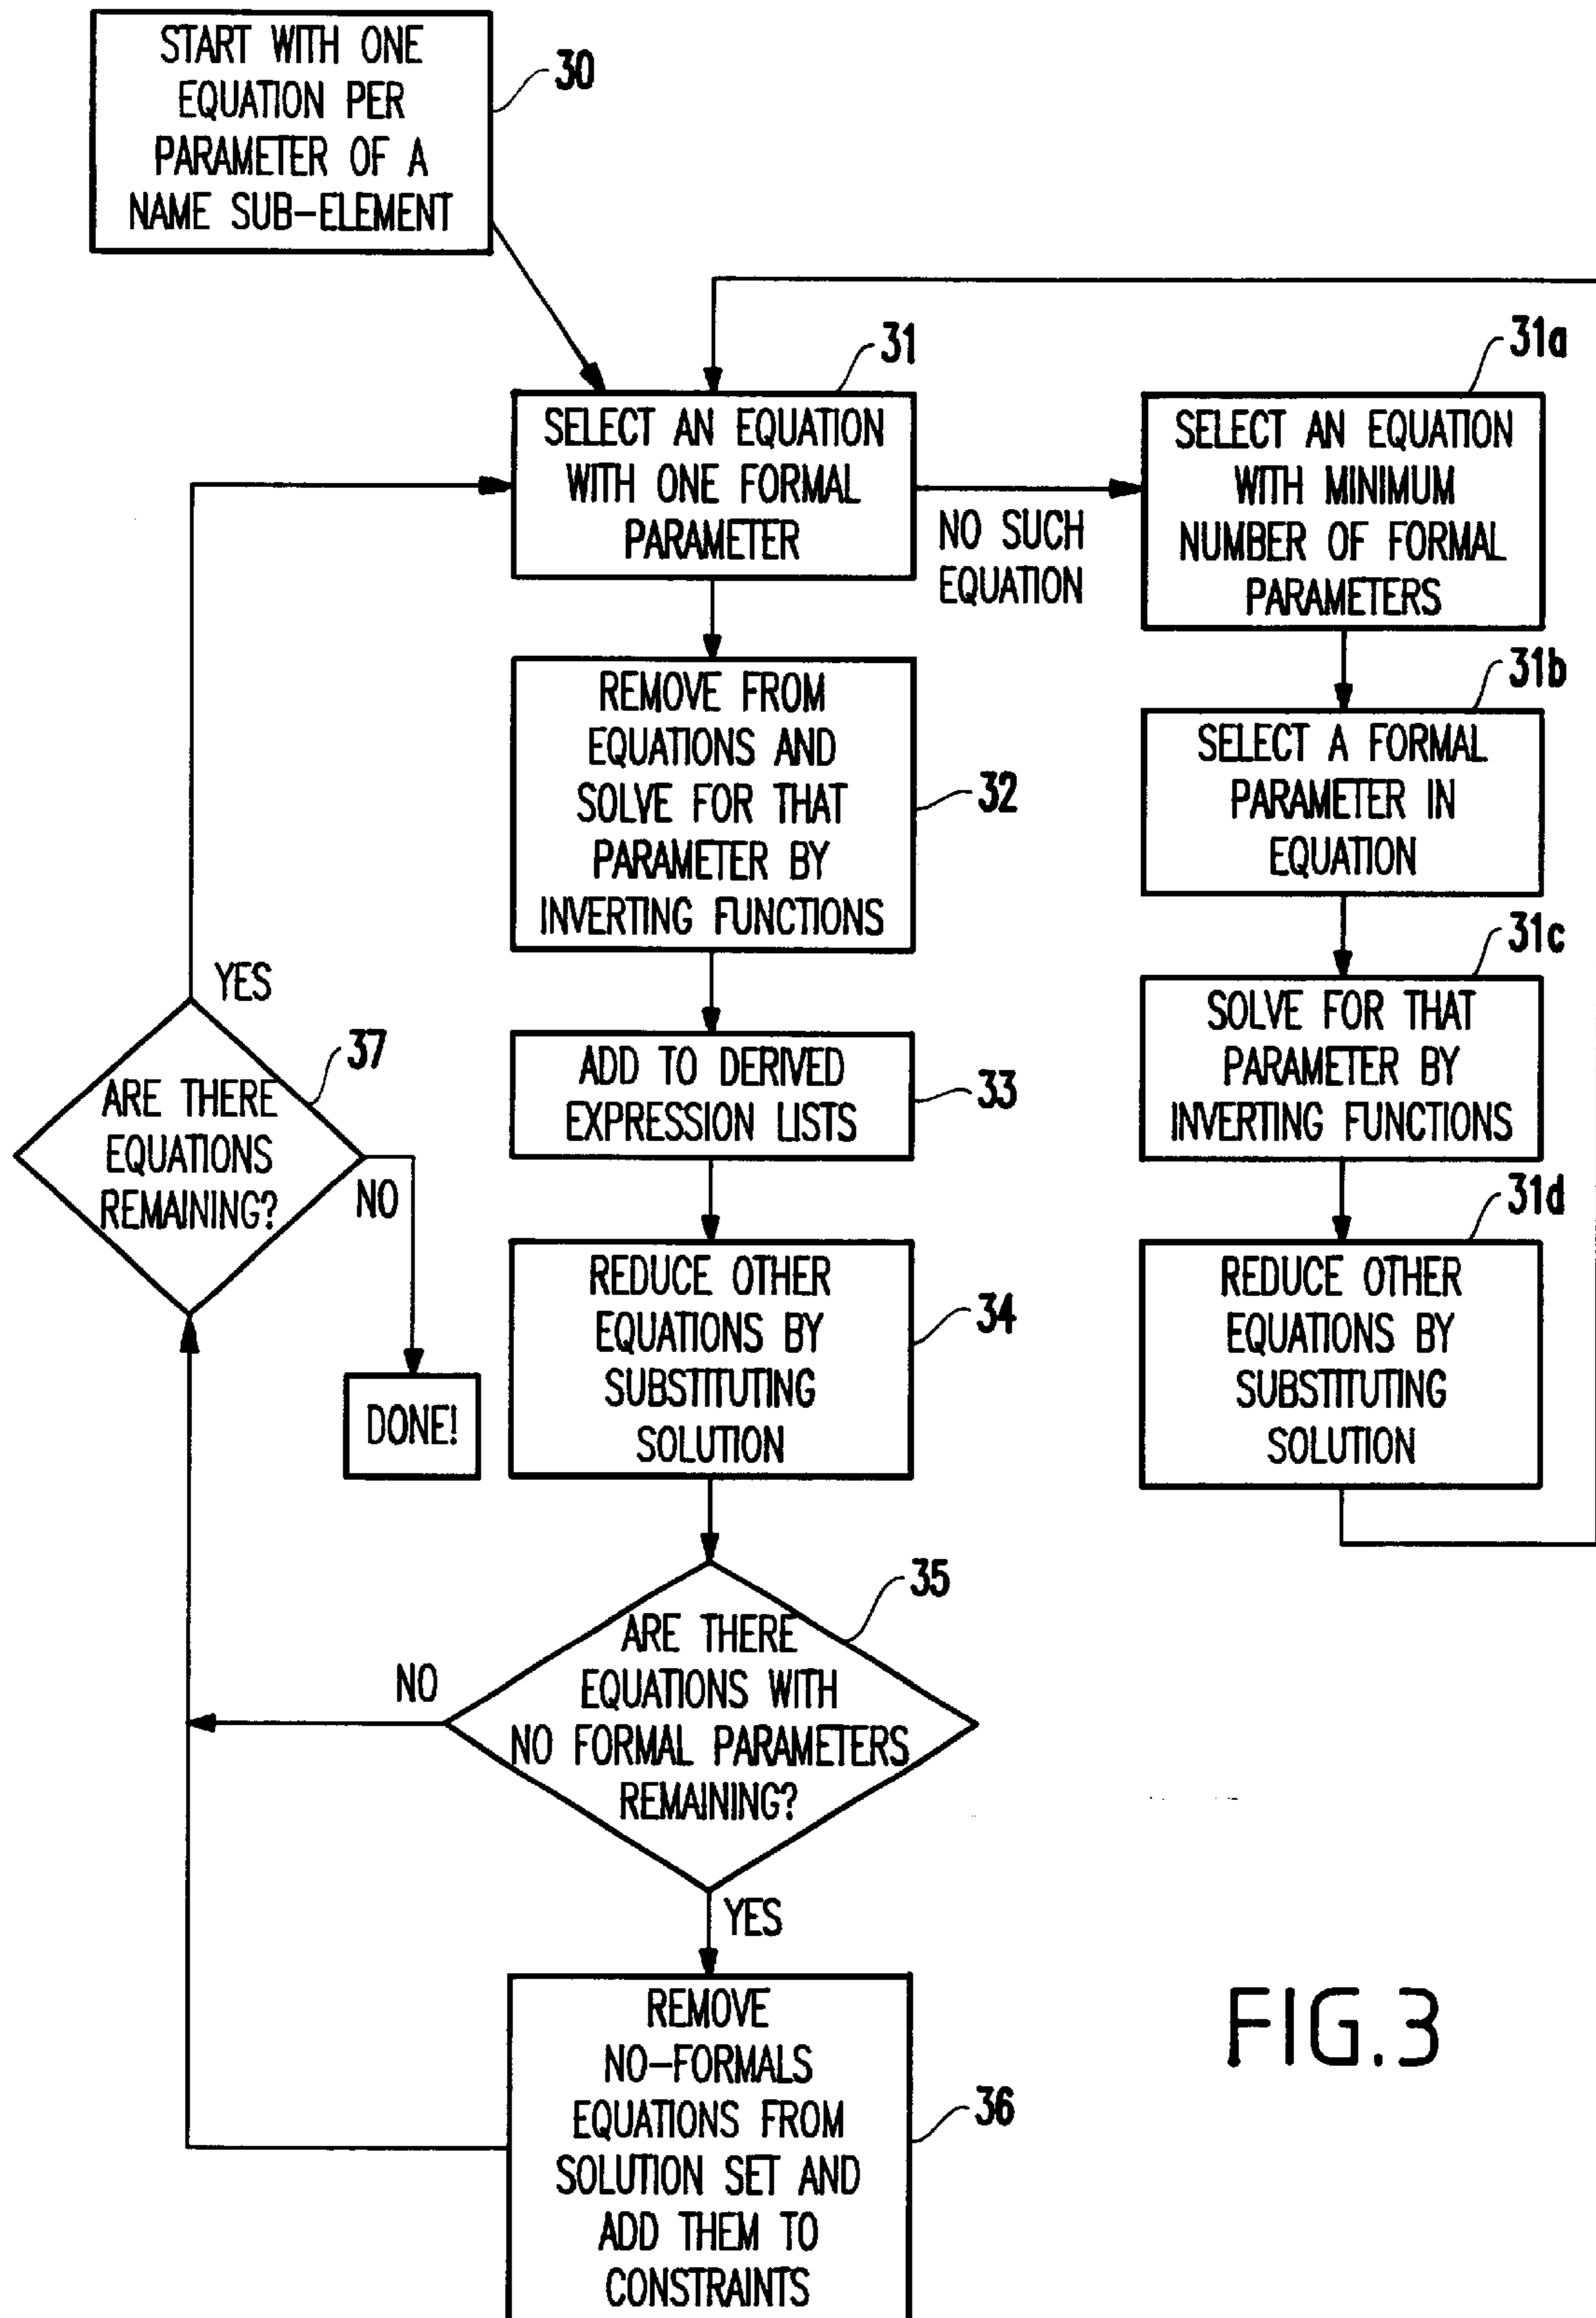 START WITH ONE
EQUATION PER
PARAMETER OF A
NAME SUB-ELEMENT
30
31
SELECT AN EQUATION
WITH ONE FORMAL
PARAMETER
NO SUCH
EQUATION
31a
SELECT AN EQUATION
WITH MINIMUM
NUMBER OF FORMAL
PARAMETERS
31b
SELECT A FORMAL
PARAMETER IN
EQUATION
31c
SOLVE FOR THAT
PARAMETER BY
INVERTING FUNCTIONS
31d
REDUCE OTHER
EQUATIONS BY
SUBSTITUTING
SOLUTION
REMOVE FROM
EQUATIONS AND
SOLVE FOR THAT
PARAMETER BY
INVERTING FUNCTIONS
32
ADD TO DERIVED
EXPRESSION LISTS
33
REDUCE OTHER
EQUATIONS BY
SUBSTITUTING
SOLUTION
34
35
ARE THERE
EQUATIONS WITH
NO FORMAL PARAMETERS
REMAINING?
NO
YES
REMOVE
NO-FORMALS
EQUATIONS FROM
SOLUTION SET AND
ADD THEM TO
CONSTRAINTS
36
YES
37
ARE THERE
EQUATIONS
REMAINING?
NO
DONE!
FIG.3